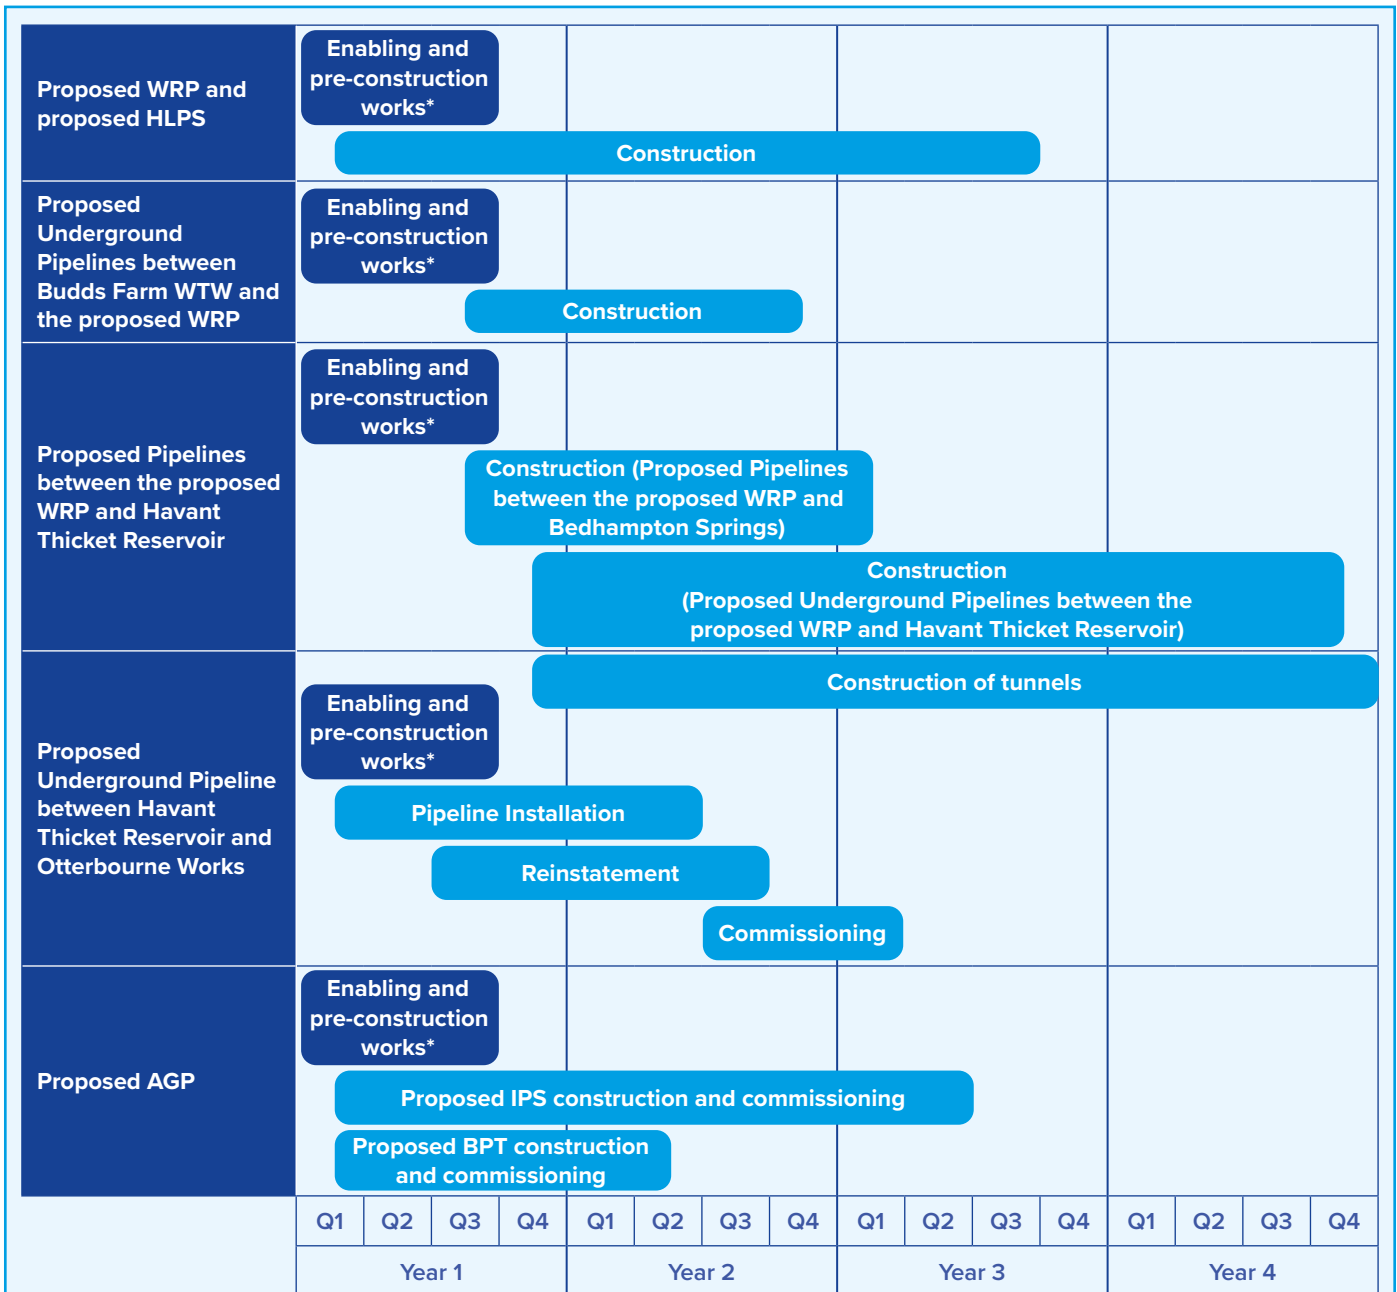 Proposed WRP and
proposed HLPS
Enabling and
pre-construction
works*
Construction
Proposed
Underground
Pipelines between
Budds Farm WTW and
the proposed WRP
Enabling and
pre-construction
works*
Construction
Proposed Pipelines
between the proposed
WRP and Havant
Thicket Reservoir
Enabling and
pre-construction
works*
Construction (Proposed Pipelines
between the proposed WRP and
Bedhampton Springs)
Construction
(Proposed Underground Pipelines between the
proposed WRP and Havant Thicket Reservoir)
Proposed
Underground Pipeline
between Havant
Thicket Reservoir and
Otterbourne Works
Construction of tunnels
Enabling and
pre-construction
works*
Pipeline Installation
Reinstatement
Commissioning
Proposed AGP
Enabling and
pre-construction
works*
Proposed IPS construction and commissioning
Proposed BPT construction
and commissioning
Q1 Q2 Q3 Q4 Q1 Q2 Q3 Q4 Q1 Q2 Q3 Q4 Q1 Q2 Q3 Q4
Year 1 Year 2 Year 3 Year 4